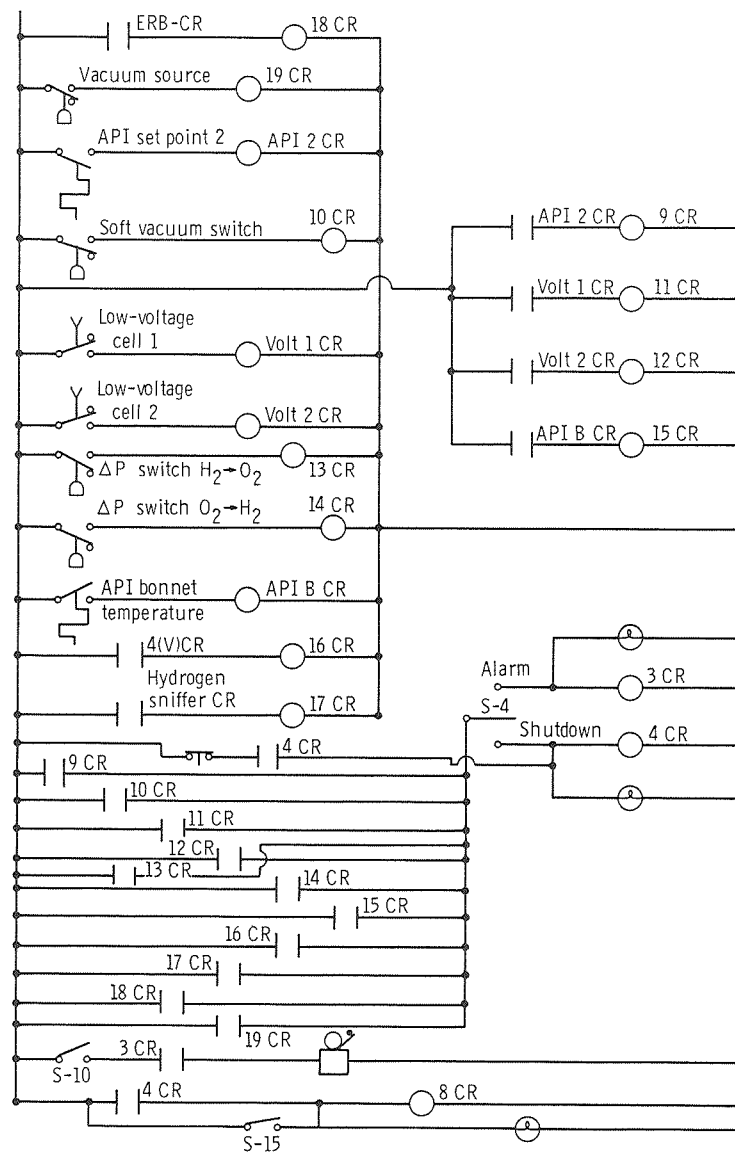 ERB-CR 18 CR
Vacuum source 19 CR
API set point 2 API 2 CR
Soft vacuum switch 10 CR
API 2 CR 9 CR
Volt 1 CR 11 CR
Low-voltage
cell 1
Volt 1 CR
Volt 2 CR 12 CR
Low-voltage
cell 2
Volt 2 CR
API B CR 15 CR
ΔP switch H2→O2 13 CR
ΔP switch O2→H2 14 CR
API bonnet
temperature
API B CR
4(V)CR 16 CR
Hydrogen
sniffer CR
17 CR
Alarm 3 CR
S-4
Shutdown 4 CR
4 CR
9 CR
10 CR
11 CR
12 CR
13 CR
14 CR
15 CR
16 CR
17 CR
18 CR
19 CR
3 CR
S-10
4 CR 8 CR
S-15